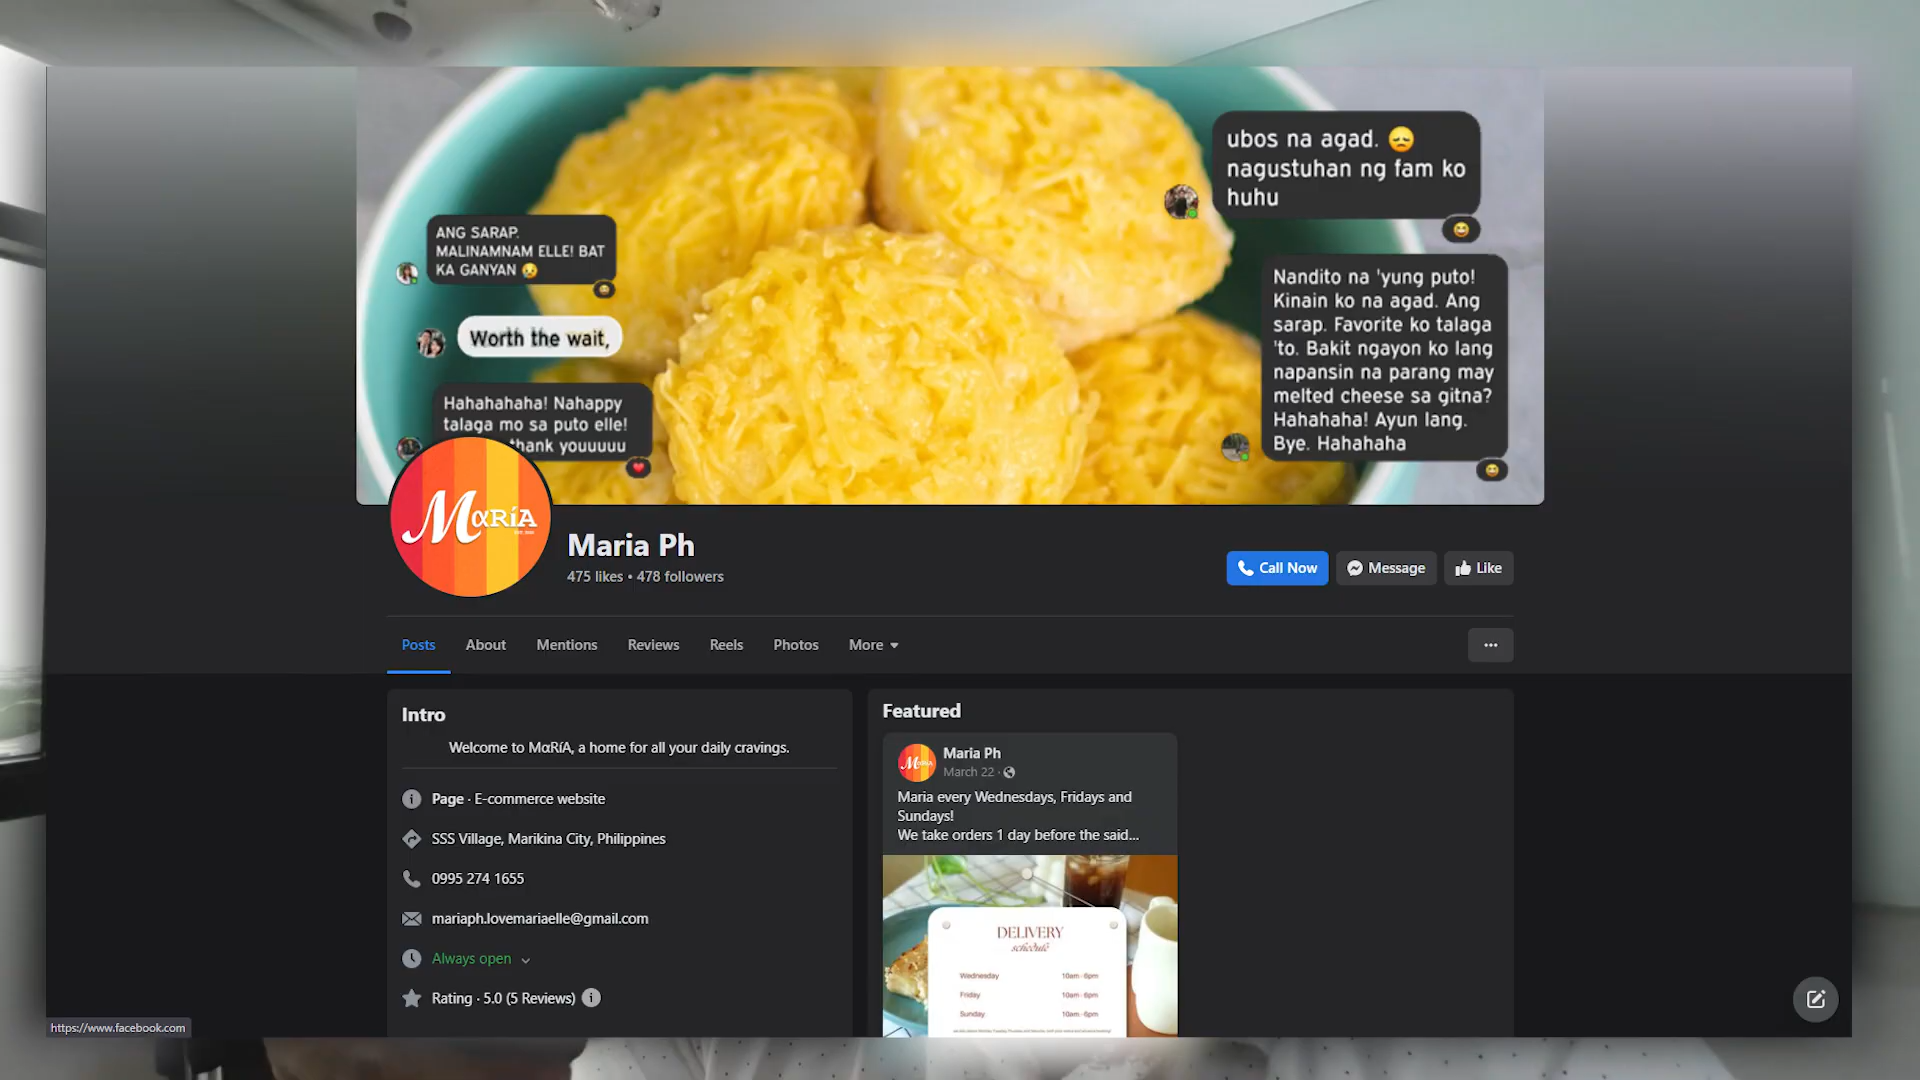 ubos na agad. 😞
nagustuhan ng fam ko
huhu
ANG SARAP.
MALINAMNAM ELLE! BAT
KA GANYAN 😢
Worth the wait,
Nandito na 'yung puto!
Kinain ko na agad. Ang
sarap. Favorite ko talaga
'to. Bakit ngayon ko lang
napansin na parang may
melted cheese sa gitna?
Hahahaha! Ayun lang.
Bye. Hahahaha
Hahahahaha! Nahappy
talaga mo sa puto elle!
thank youuuuu
MαRíA
Maria Ph
475 likes • 478 followers
Call Now
Message
Like
Posts
About
Mentions
Reviews
Reels
Photos
More
Intro
Welcome to MαRíA, a home for all your daily cravings.
Page · E-commerce website
SSS Village, Marikina City, Philippines
0995 274 1655
mariaph.lovemariaelle@gmail.com
Always open
Rating · 5.0 (5 Reviews)
Featured
MαRíA
Maria Ph
March 22 ·
Maria every Wednesdays, Fridays and
Sundays!
We take orders 1 day before the said...
DELIVERY
schedule
Wednesday 10am - 6pm
Friday 10am - 6pm
Sunday 10am - 6pm
https://www.facebook.com